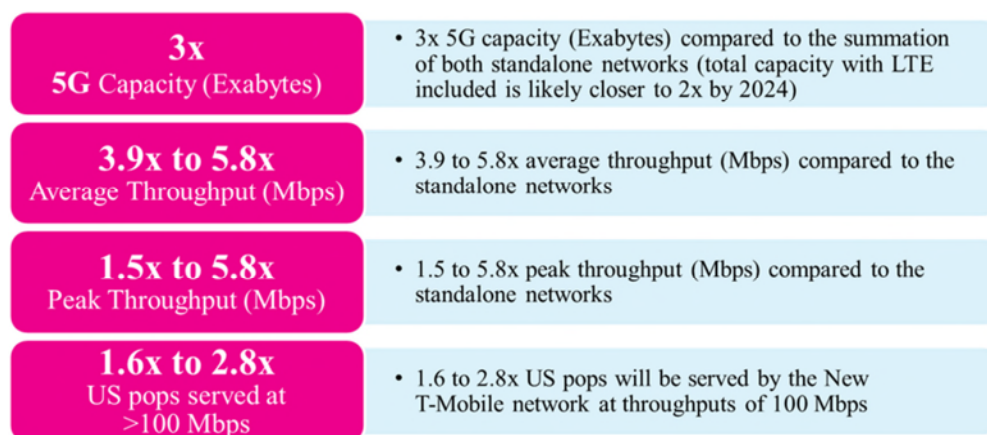 3x
5G Capacity (Exabytes)
• 3x 5G capacity (Exabytes) compared to the summation
of both standalone networks (total capacity with LTE
included is likely closer to 2x by 2024)
3.9x to 5.8x
Average Throughput (Mbps)
• 3.9 to 5.8x average throughput (Mbps) compared to the
standalone networks
1.5x to 5.8x
Peak Throughput (Mbps)
• 1.5 to 5.8x peak throughput (Mbps) compared to the
standalone networks
1.6x to 2.8x
US pops served at
>100 Mbps
• 1.6 to 2.8x US pops will be served by the New
T-Mobile network at throughputs of 100 Mbps